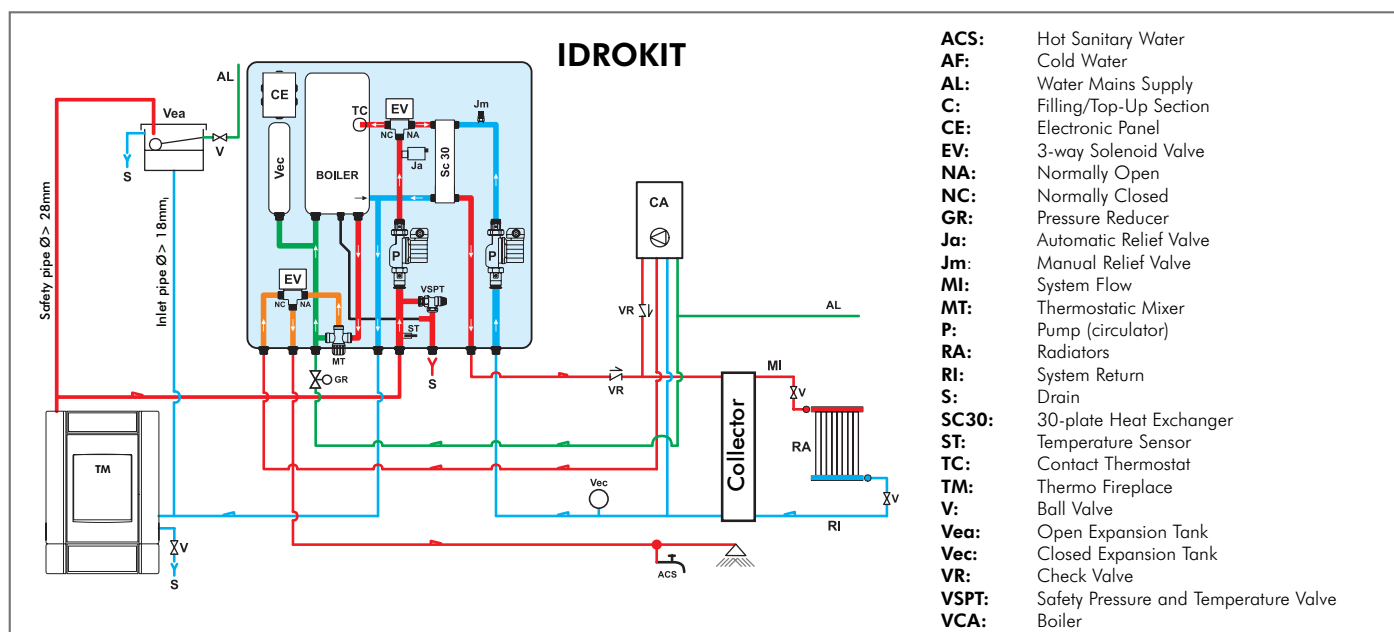 IDROKIT
AL
Vea
V
S
Safety pipe Ø> 28mm
Inlet pipe Ø> 18mm
CE
Vec
BOILER
TC
EV
NC
NA
Ja
Jm
Sc 30
P
P
EV
NC
NA
MT
VSPT
ST
S
GR
CA
VR
AL
VR
MI
V
RA
Collector
V
RI
Vec
TM
V
S
ACS
ACS: Hot Sanitary Water
AF: Cold Water
AL: Water Mains Supply
C: Filling/Top-Up Section
CE: Electronic Panel
EV: 3-way Solenoid Valve
NA: Normally Open
NC: Normally Closed
GR: Pressure Reducer
Ja: Automatic Relief Valve
Jm: Manual Relief Valve
MI: System Flow
MT: Thermostatic Mixer
P: Pump (circulator)
RA: Radiators
RI: System Return
S: Drain
SC30: 30-plate Heat Exchanger
ST: Temperature Sensor
TC: Contact Thermostat
TM: Thermo Fireplace
V: Ball Valve
Vea: Open Expansion Tank
Vec: Closed Expansion Tank
VR: Check Valve
VSPT: Safety Pressure and Temperature Valve
VCA: Boiler